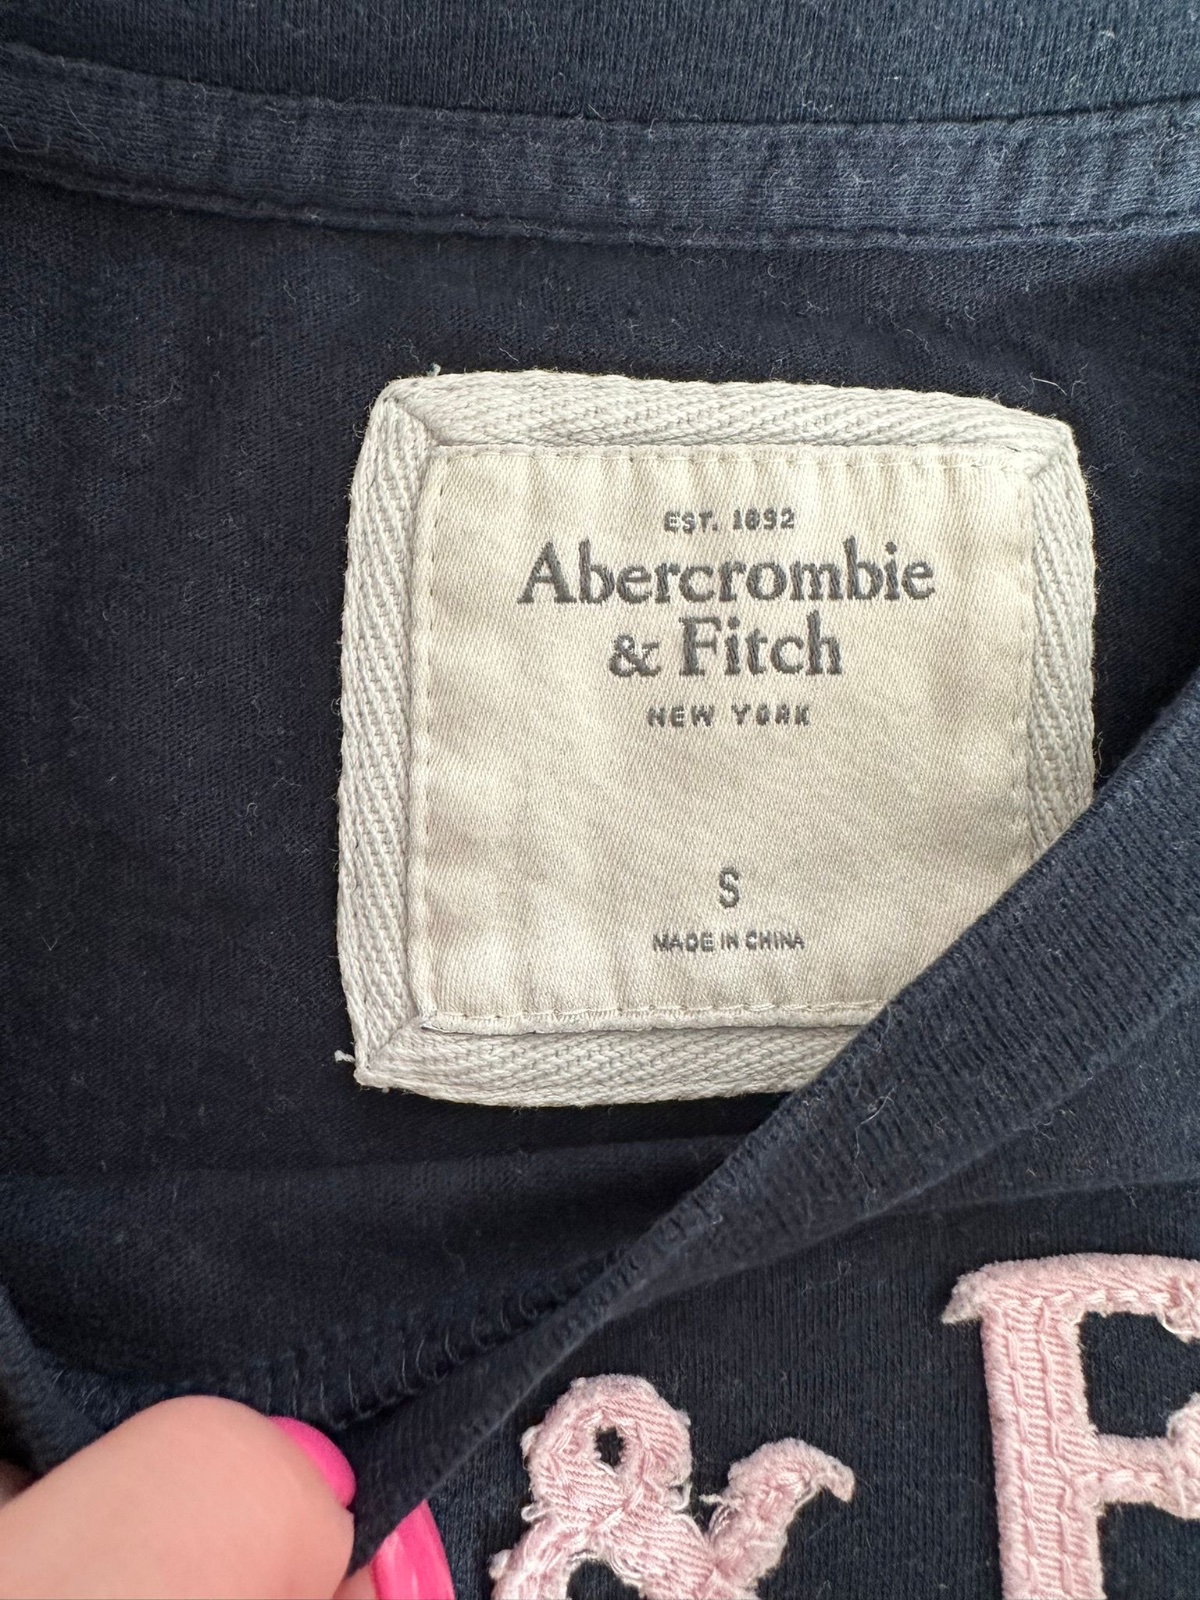 EST. 1892
Abercrombie
& Fitch
NEW YORK
S
MADE IN CHINA
& F